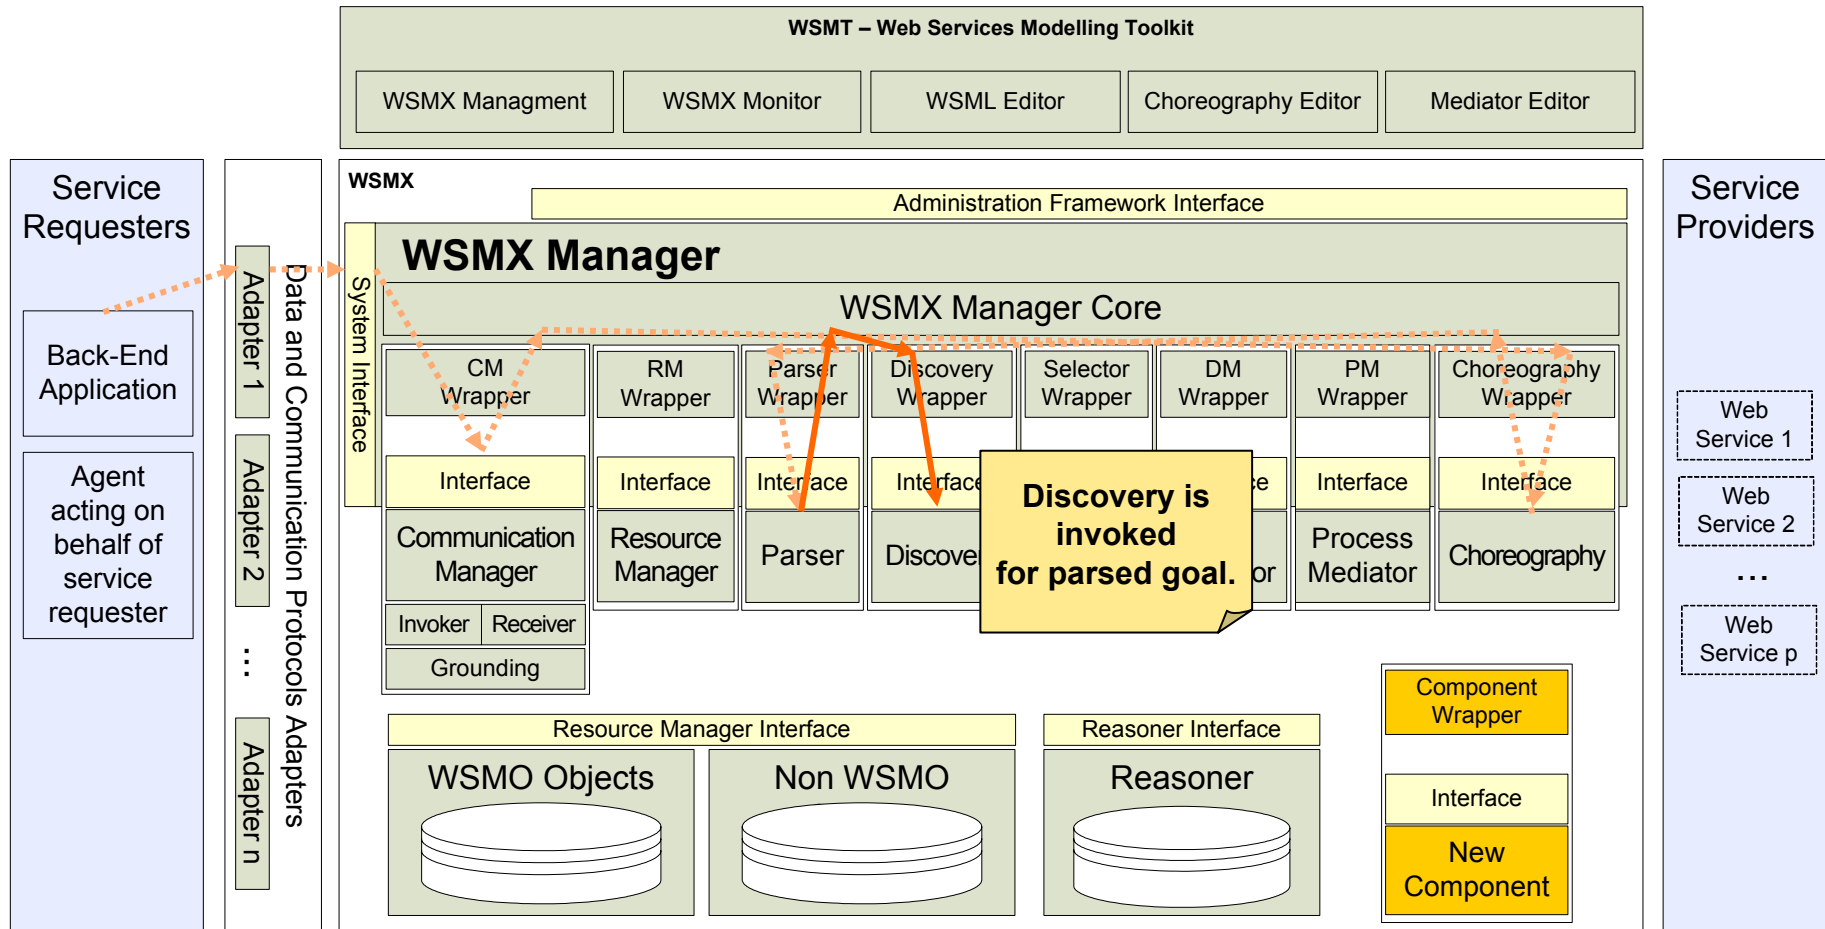 WSMT – Web Services Modelling Toolkit
WSMX Managment
WSMX Monitor
WSML Editor
Choreography Editor
Mediator Editor
Service
Requesters
Back-End
Application
Agent
acting on
behalf of
service
requester
Adapter 1
Adapter 2
...
Adapter n
Data and Communication Protocols Adapters
WSMX
Administration Framework Interface
System Interface
WSMX Manager
WSMX Manager Core
CM
Wrapper
RM
Wrapper
Parser
Wrapper
Discovery
Wrapper
Selector
Wrapper
DM
Wrapper
PM
Wrapper
Choreography
Wrapper
Interface
Interface
Interface
Interface
Interface
Interface
Communication
Manager
Resource
Manager
Parser
Discovery
Process
Mediator
Choreography
Discovery is
invoked
for parsed goal.
Invoker
Receiver
Grounding
Resource Manager Interface
WSMO Objects
Non WSMO
Reasoner Interface
Reasoner
Component
Wrapper
Interface
New
Component
Service
Providers
Web
Service 1
Web
Service 2
...
Web
Service p